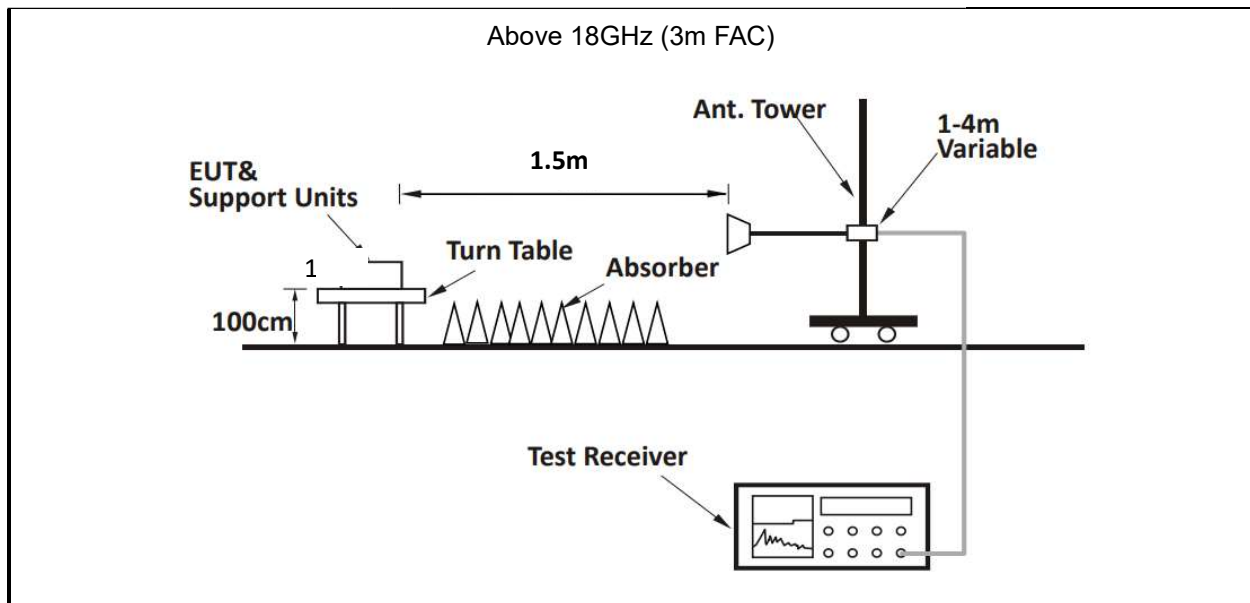 Above 18GHz (3m FAC)
Ant. Tower
1-4m
Variable
1.5m
EUT&
Support Units
Turn Table
1
Absorber
100cm
Test Receiver